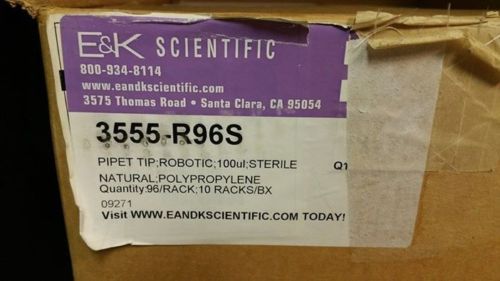 E&K SCIENTIFIC
800-934-8114
www.eandkscientific.com
3575 Thomas Road • Santa Clara, CA 95054
3555-R96S
PIPET TIP;ROBOTIC;100ul;STERILE
NATURAL;POLYPROPYLENE
Quantity:96/RACK;10 RACKS/BX
09271
Visit WWW.EANDKSCIENTIFIC.COM TODAY!